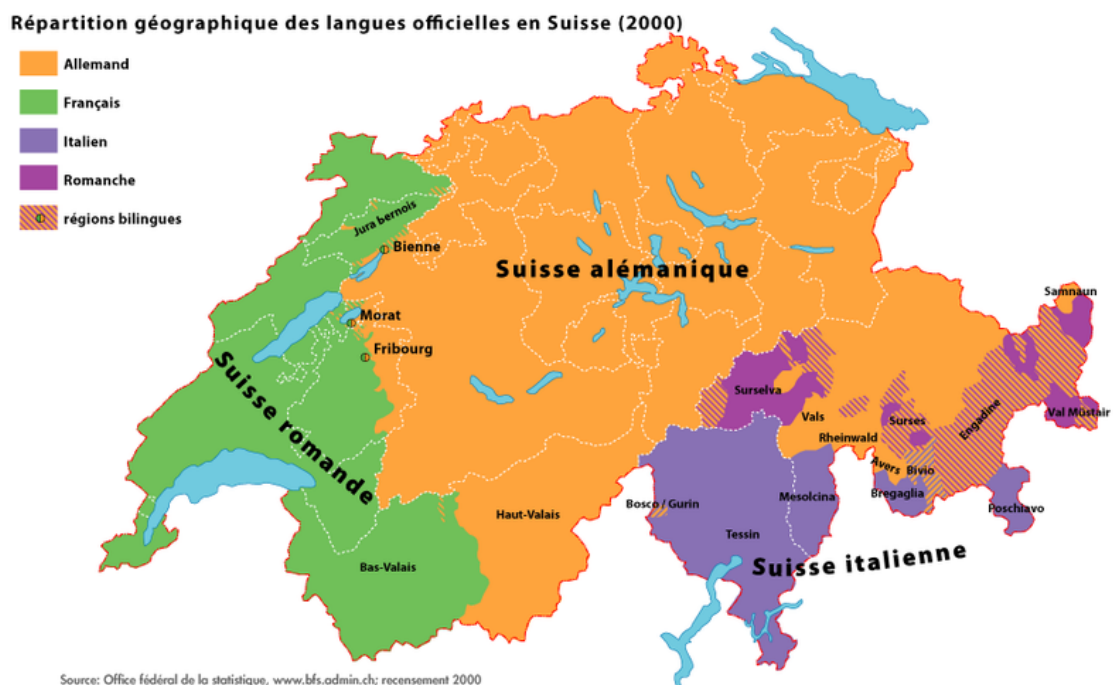 Répartition géographique des langues officielles en Suisse (2000)
Allemand
Français
Italien
Romanche
régions bilingues
Jura bernois
Bienne
Suisse alémanique
Morat
Fribourg
Suisse romande
Samnaun
Surselva
Vals
Surses
Engadine
Val Müstair
Rheinwald
Avers
Bivio
Bregaglia
Mesolcina
Bosco / Gurin
Poschiavo
Haut-Valais
Tessin
Suisse italienne
Bas-Valais
Source: Office fédéral de la statistique, www.bfs.admin.ch; recensement 2000